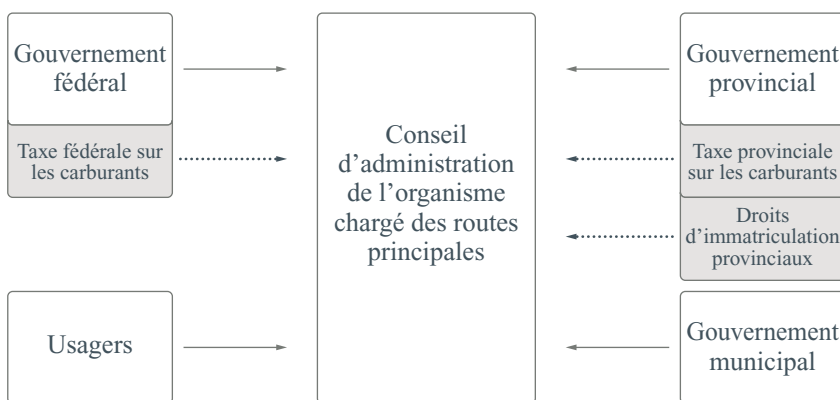 Gouvernement
fédéral
Taxe fédérale sur
les carburants
Usagers
Conseil
d’administration
de l’organisme
chargé des routes
principales
Gouvernement
provincial
Taxe provinciale
sur les carburants
Droits
d’immatriculation
provinciaux
Gouvernement
municipal